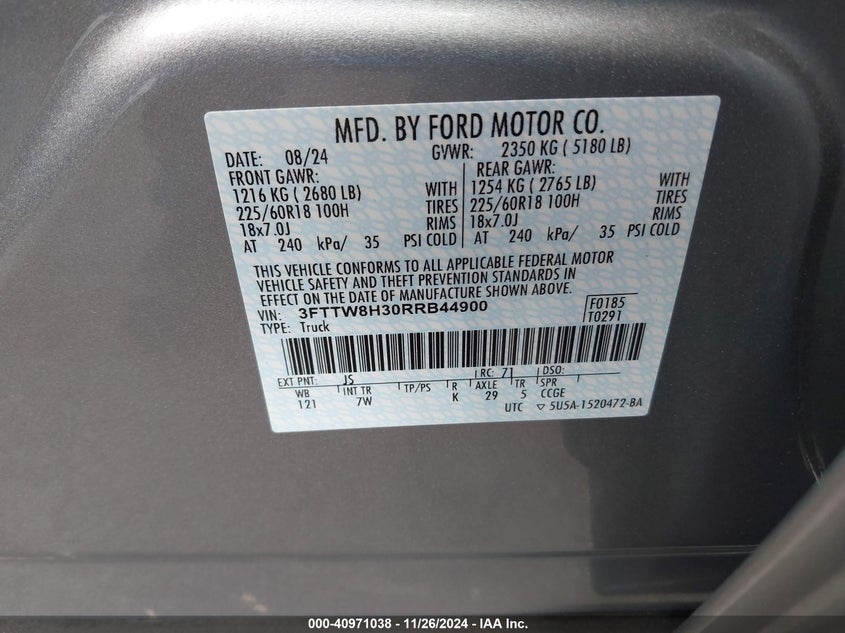 MFD. BY FORD MOTOR CO.
DATE: 08/24 GVWR: 2350 KG ( 5180 LB)
FRONT GAWR: REAR GAWR:
1216 KG ( 2680 LB) WITH 1254 KG ( 2765 LB) WITH
225/60R18 100H TIRES 225/60R18 100H TIRES
18x7.0J RIMS 18x7.0J RIMS
AT 240 kPa/ 35 PSI COLD AT 240 kPa/ 35 PSI COLD
THIS VEHICLE CONFORMS TO ALL APPLICABLE FEDERAL MOTOR
VEHICLE SAFETY AND THEFT PREVENTION STANDARDS IN
EFFECT ON THE DATE OF MANUFACTURE SHOWN ABOVE.
VIN: 3FTTW8H30RRB44900 F0185
TYPE: Truck T0291
EXT PNT: JS RC: 71 DSO:
WB INT TR TP/PS R AXLE TR SPR
121 7W K 29 5 CCGE
UTC ▽ 5U5A-1520472-BA
000-40971038 - 11/26/2024 - IAA Inc.